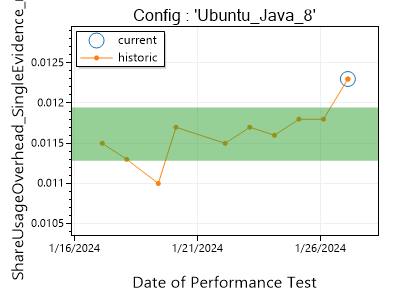 Config : 'Ubuntu_Java_8'
current
historic
ShareUsageOverhead_SingleEvidence_
0.0125
0.012
0.0115
0.011
0.0105
1/16/2024
1/21/2024
1/26/2024
Date of Performance Test